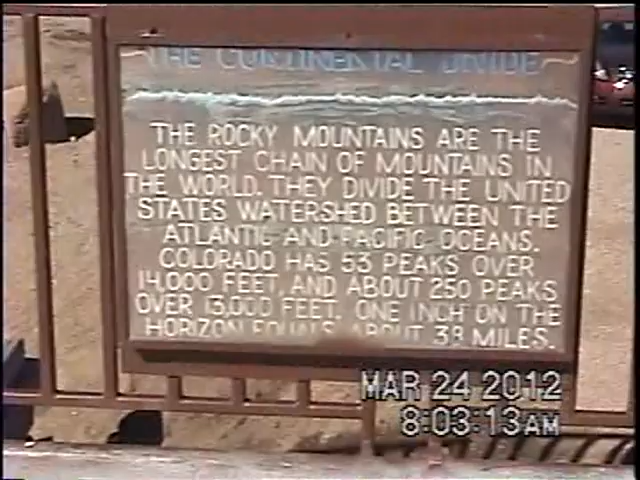 ~THE CONTINENTAL DIVIDE~
THE ROCKY MOUNTAINS ARE THE
LONGEST CHAIN OF MOUNTAINS IN
THE WORLD. THEY DIVIDE THE UNITED
STATES WATERSHED BETWEEN THE
ATLANTIC AND PACIFIC OCEANS.
COLORADO HAS 53 PEAKS OVER
14,000 FEET, AND ABOUT 250 PEAKS
OVER 13,000 FEET. ONE INCH ON THE
HORIZON EQUALS ABOUT 38 MILES.
MAR 24 2012
8:03:13AM